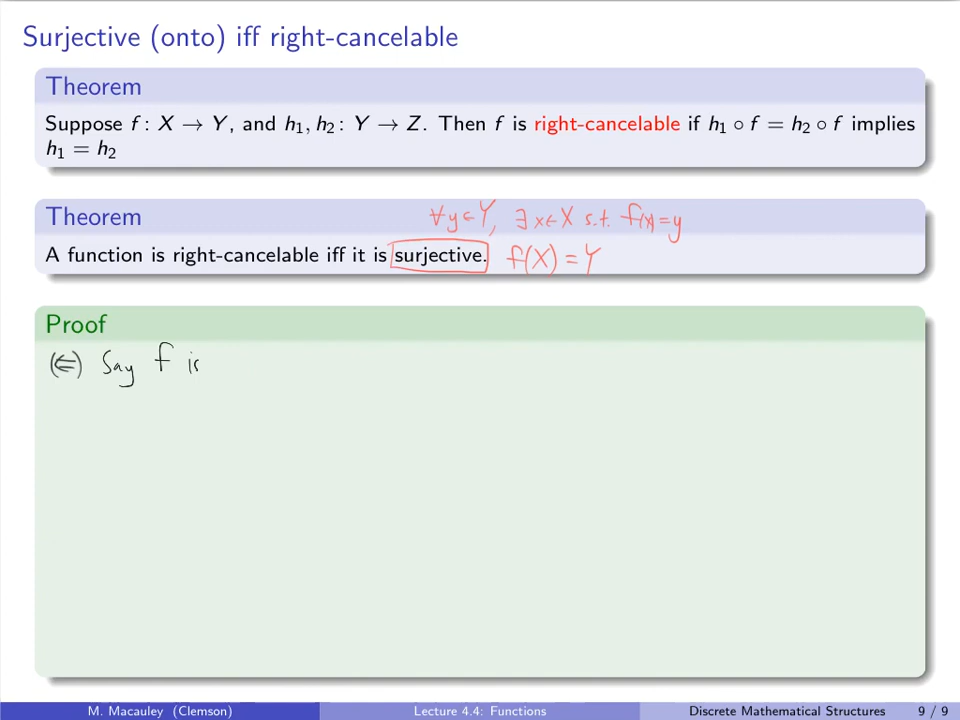 Surjective (onto) iff right-cancelable
Theorem
Suppose f : X → Y, and h₁, h₂ : Y → Z. Then f is right-cancelable if h₁ ∘ f = h₂ ∘ f implies
h₁ = h₂
Theorem
∀y∈Y, ∃x∈X s.t. f(x)=y
A function is right-cancelable iff it is surjective. f(X) = Y
Proof
(⇐) Say f is
M. Macauley (Clemson) Lecture 4.4: Functions Discrete Mathematical Structures 9 / 9